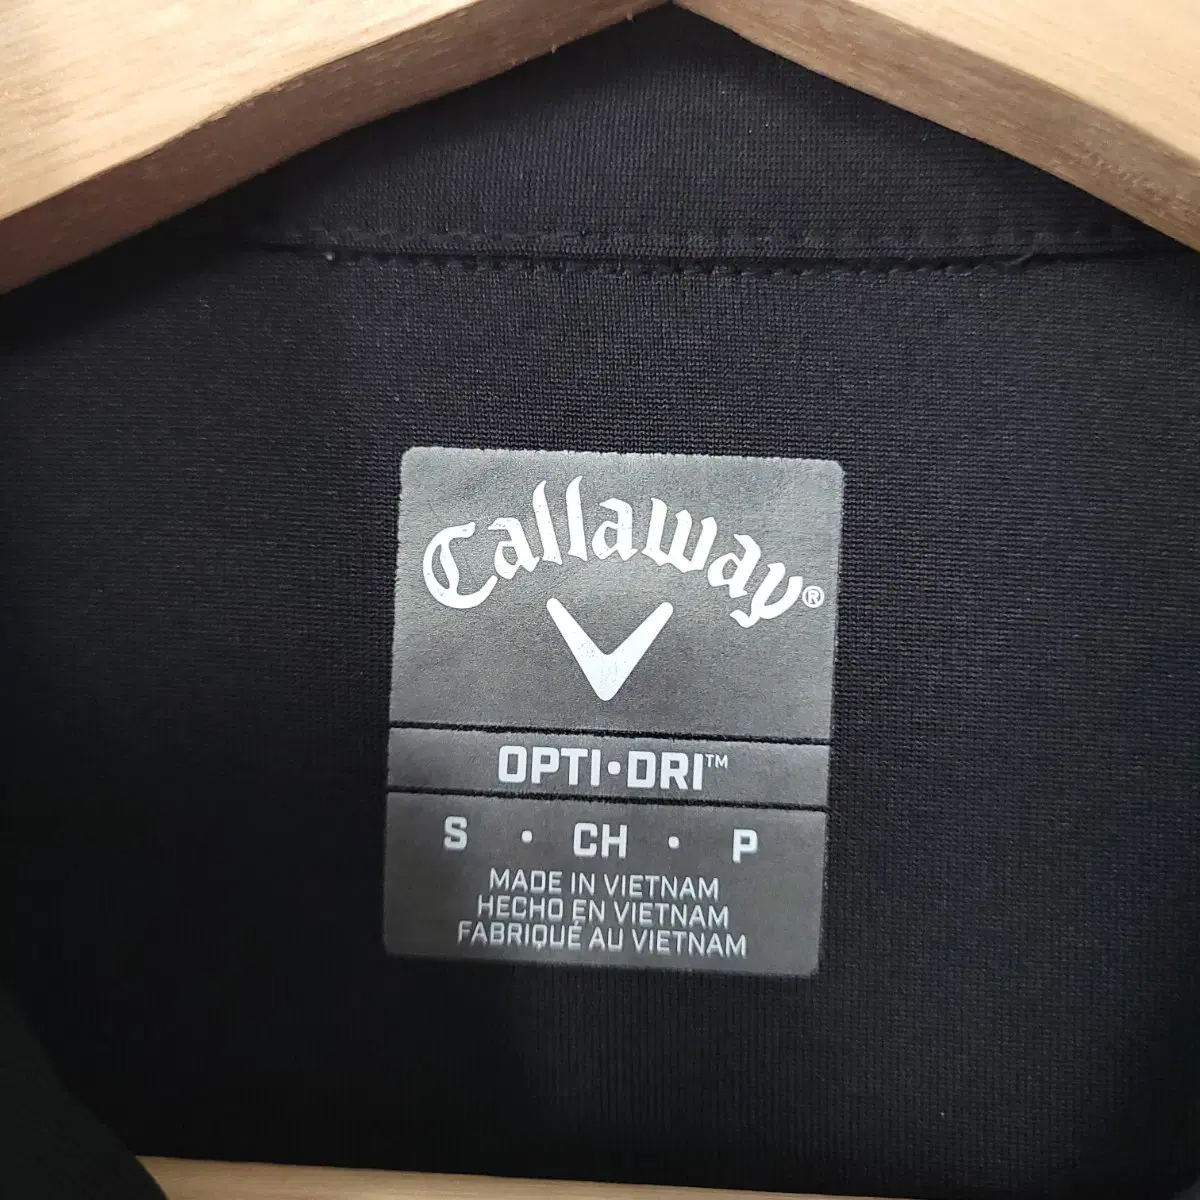 Callaway®
OPTI•DRI™
S • CH • P
MADE IN VIETNAM
HECHO EN VIETNAM
FABRIQUÉ AU VIETNAM